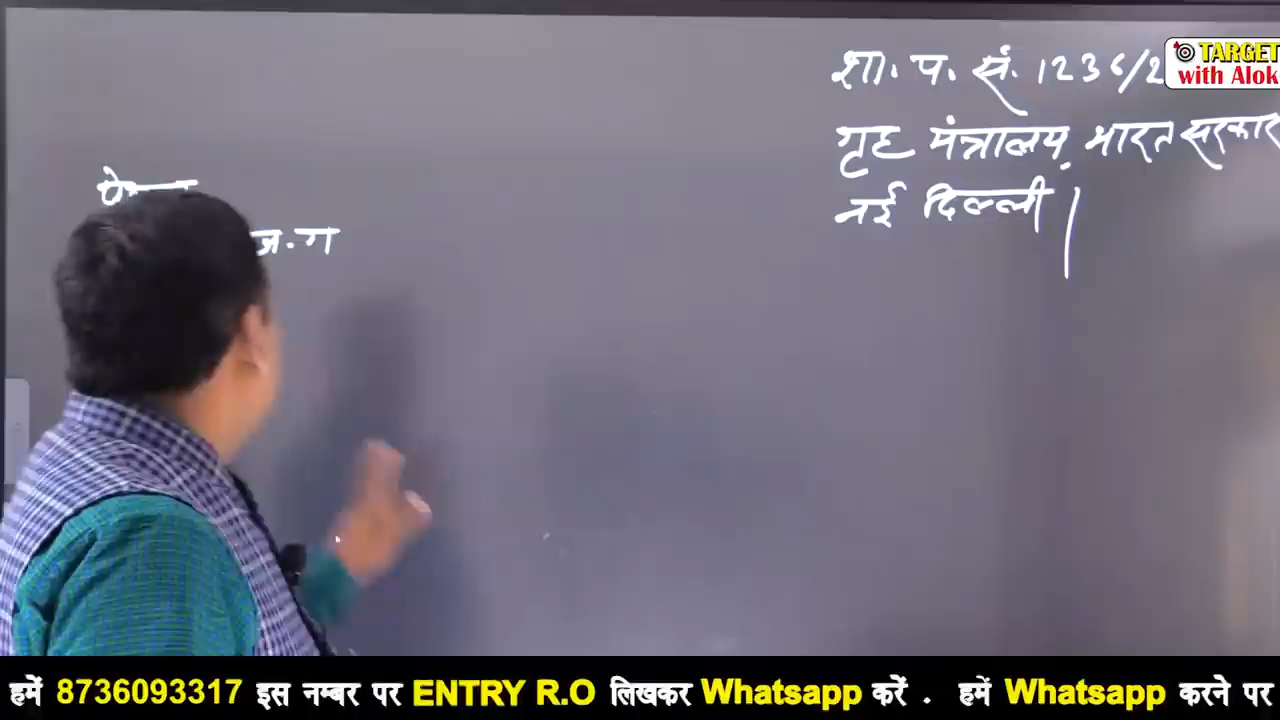 शा. प. सं. 1236/2
TARGET
with Alok
गृह मंत्रालय, भारत सरकार
नई दिल्ली।
ज. ग
हमें 8736093317 इस नम्बर पर ENTRY R.O लिखकर Whatsapp करें . हमें Whatsapp करने पर